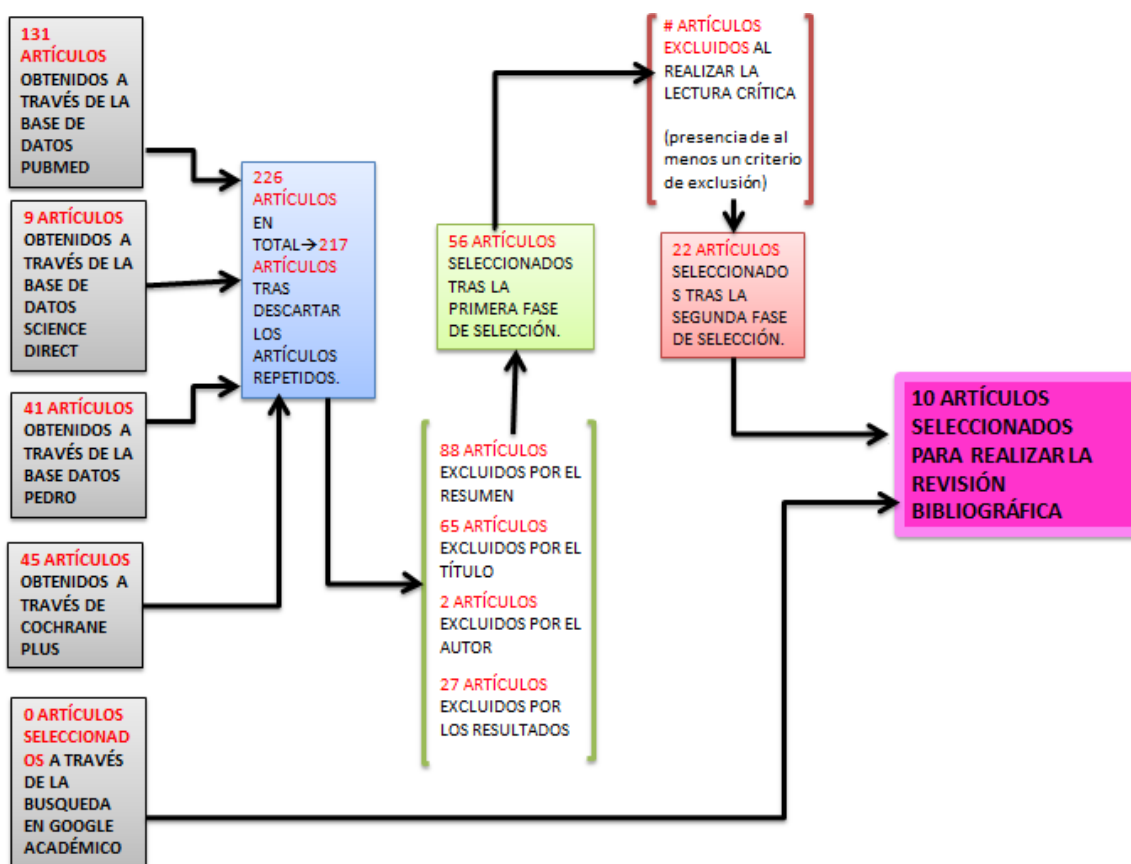 131
ARTÍCULOS
OBTENIDOS A
TRAVÉS DE LA
BASE DE
DATOS
PUBMED
9 ARTÍCULOS
OBTENIDOS A
TRAVÉS DE LA
BASE DE
DATOS
SCIENCE
DIRECT
41 ARTÍCULOS
OBTENIDOS A
TRAVÉS DE LA
BASE DATOS
PEDRO
45 ARTÍCULOS
OBTENIDOS A
TRAVÉS DE
COCHRANE
PLUS
0 ARTÍCULOS
SELECCIONAD
OS A TRAVÉS
DE LA
BUSQUEDA
EN GOOGLE
ACADÉMICO
226
ARTÍCULOS
EN
TOTAL→217
ARTÍCULOS
TRAS
DESCARTAR
LOS
ARTÍCULOS
REPETIDOS.
88 ARTÍCULOS
EXCLUIDOS POR EL
RESUMEN
65 ARTÍCULOS
EXCLUIDOS POR EL
TÍTULO
2 ARTÍCULOS
EXCLUIDOS POR EL
AUTOR
27 ARTÍCULOS
EXCLUIDOS POR
LOS RESULTADOS
56 ARTÍCULOS
SELECCIONADOS
TRAS LA
PRIMERA FASE
DE SELECCIÓN.
# ARTÍCULOS
EXCLUIDOS AL
REALIZAR LA
LECTURA CRÍTICA
(presencia de al
menos un criterio
de exclusión)
22 ARTÍCULOS
SELECCIONADO
S TRAS LA
SEGUNDA FASE
DE SELECCIÓN.
10 ARTÍCULOS
SELECCIONADOS
PARA REALIZAR LA
REVISIÓN
BIBLIOGRÁFICA